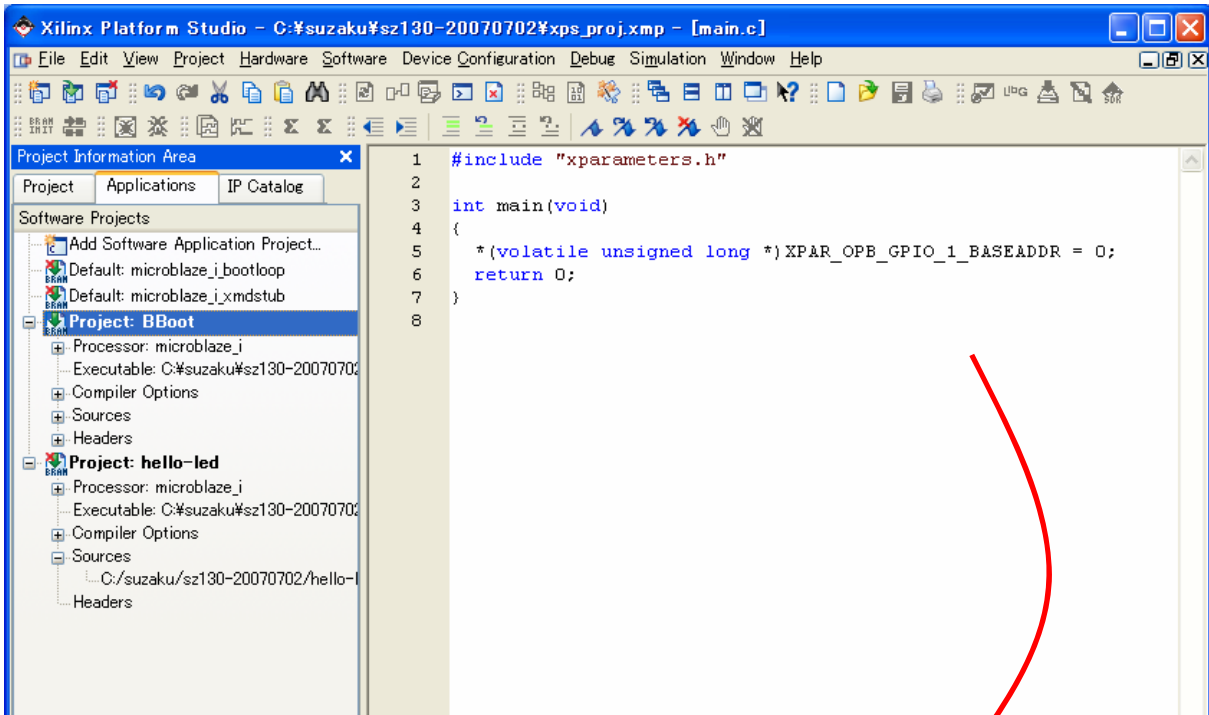 Xilinx Platform Studio - C:¥suzaku¥sz130-20070702¥xps_proj.xmp - [main.c]
File Edit View Project Hardware Software Device Configuration Debug Simulation Window Help
BRAM INIT
Project Information Area
Project Applications IP Catalog
Software Projects
Add Software Application Project...
Default: microblaze_i_bootloop
Default: microblaze_i_xmdstub
Project: BBoot
Processor: microblaze_i
Executable: C:¥suzaku¥sz130-20070702
Compiler Options
Sources
Headers
Project: hello-led
Processor: microblaze_i
Executable: C:¥suzaku¥sz130-20070702
Compiler Options
Sources
C:/suzaku/sz130-20070702/hello-l
Headers
1 #include "xparameters.h"
2
3 int main(void)
4 {
5 *(volatile unsigned long *)XPAR_OPB_GPIO_1_BASEADDR = 0;
6 return 0;
7 }
8